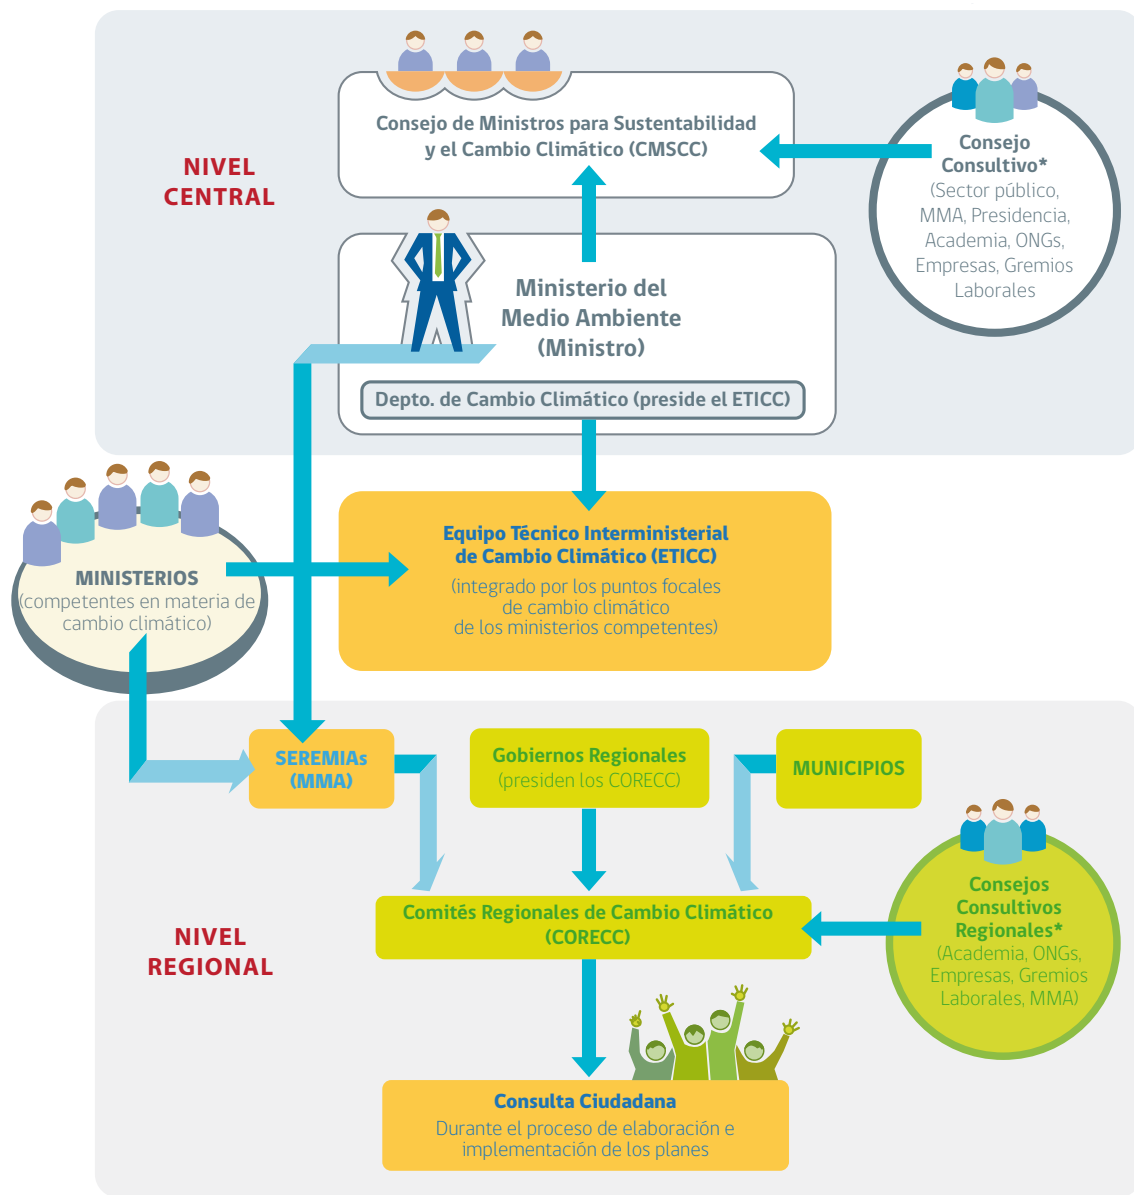 NIVEL
CENTRAL
Consejo de Ministros para Sustentabilidad
y el Cambio Climático (CMSCC)
Consejo
Consultivo*
(Sector público,
MMA, Presidencia,
Academia, ONGs,
Empresas, Gremios
Laborales
Ministerio del
Medio Ambiente
(Ministro)
Depto. de Cambio Climático (preside el ETICC)
MINISTERIOS
(competentes en materia de
cambio climático)
Equipo Técnico Interministerial
de Cambio Climático (ETICC)
(integrado por los puntos focales
de cambio climático
de los ministerios competentes)
SEREMIAs
(MMA)
Gobiernos Regionales
(presiden los CORECC)
MUNICIPIOS
NIVEL
REGIONAL
Comités Regionales de Cambio Climático
(CORECC)
Consejos
Consultivos
Regionales*
(Academia, ONGs,
Empresas, Gremios
Laborales, MMA)
Consulta Ciudadana
Durante el proceso de elaboración e
implementación de los planes